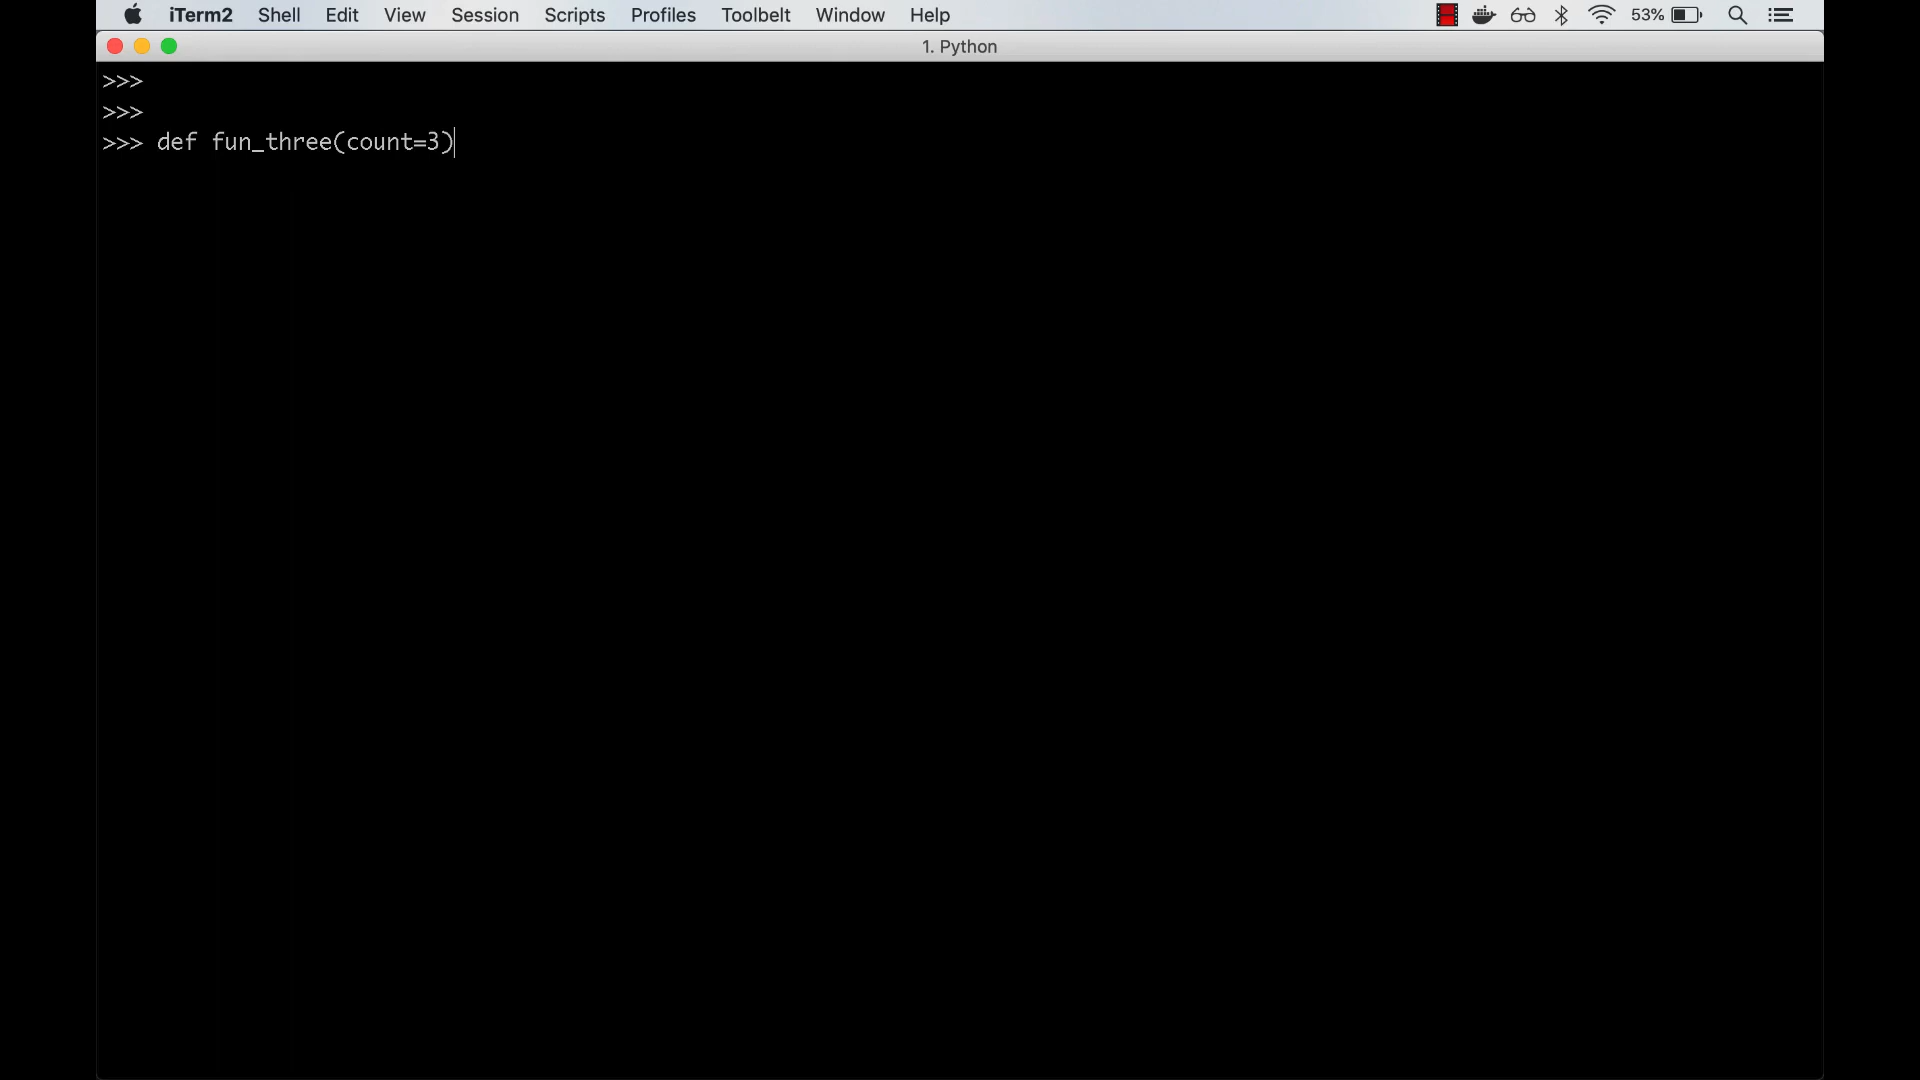 iTerm2 Shell Edit View Session Scripts Profiles Toolbelt Window Help 53%
1. Python
>>>
>>>
>>> def fun_three(count=3)